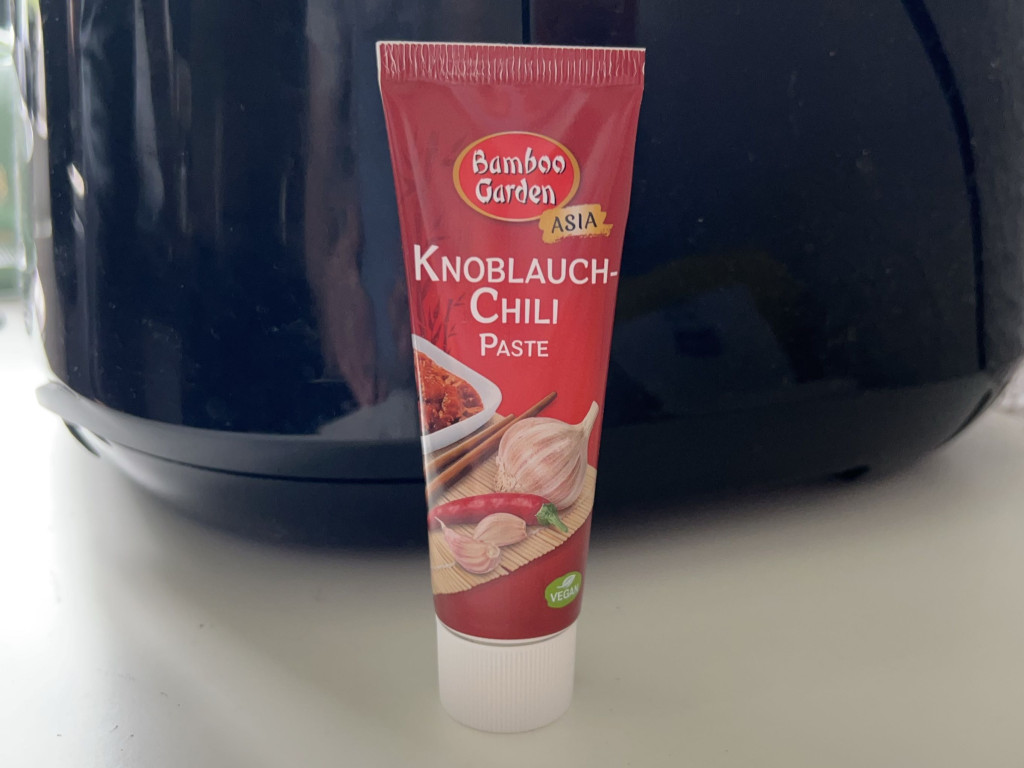 Bamboo
Garden
ASIA
KNOBLAUCH-
CHILI
PASTE
VEGAN